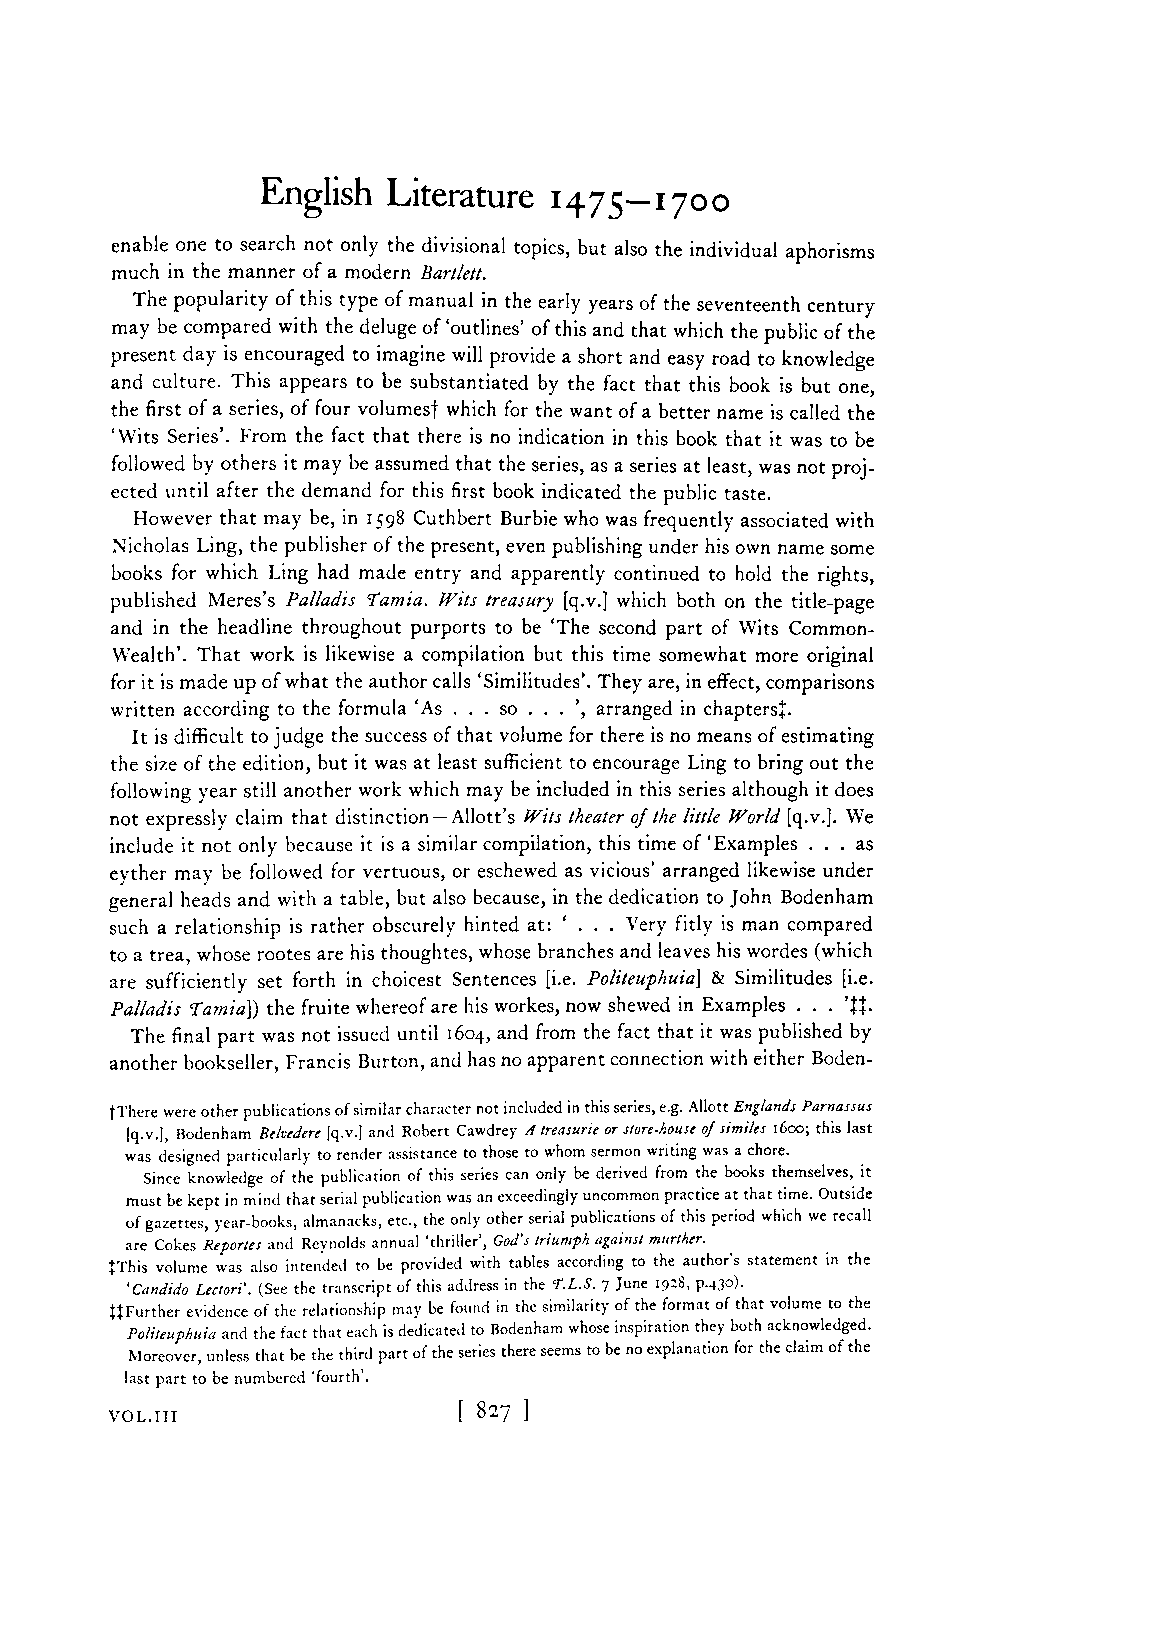 English Literature 1475—1700
enable one to search not only the divisional topics, but also the individual aphorisms
much in the manner of a modern Bartlett.
The popularity of this type of manual in the early years of the seventeenth century
may be compared with the deluge of 'outlines' of this and that which the public of the
present day is encouraged to imagine will provide a short and easy road to knowledge
and culture. This appears to be substantiated by the fact that this book is but one,
the first of a series, of four volumes† which for the want of a better name is called the
'Wits Series'. From the fact that there is no indication in this book that it was to be
followed by others it may be assumed that the series, as a series at least, was not proj-
ected until after the demand for this first book indicated the public taste.
However that may be, in 1598 Cuthbert Burbie who was frequently associated with
Nicholas Ling, the publisher of the present, even publishing under his own name some
books for which Ling had made entry and apparently continued to hold the rights,
published Meres's Palladis Tamia. Wits treasury [q.v.] which both on the title-page
and in the headline throughout purports to be 'The second part of Wits Common-
Wealth'. That work is likewise a compilation but this time somewhat more original
for it is made up of what the author calls 'Similitudes'. They are, in effect, comparisons
written according to the formula 'As . . . so . . . ', arranged in chapters‡.
It is difficult to judge the success of that volume for there is no means of estimating
the size of the edition, but it was at least sufficient to encourage Ling to bring out the
following year still another work which may be included in this series although it does
not expressly claim that distinction—Allott's Wits theater of the little World [q.v.]. We
include it not only because it is a similar compilation, this time of 'Examples . . . as
eyther may be followed for vertuous, or eschewed as vicious' arranged likewise under
general heads and with a table, but also because, in the dedication to John Bodenham
such a relationship is rather obscurely hinted at: ' . . . Very fitly is man compared
to a trea, whose rootes are his thoughtes, whose branches and leaves his wordes (which
are sufficiently set forth in choicest Sentences [i.e. Politeuphuia] & Similitudes [i.e.
Palladis Tamia]) the fruite whereof are his workes, now shewed in Examples . . . '‡‡.
The final part was not issued until 1604, and from the fact that it was published by
another bookseller, Francis Burton, and has no apparent connection with either Boden-
†There were other publications of similar character not included in this series, e.g. Allott Englands Parnassus
[q.v.], Bodenham Belvedere [q.v.] and Robert Cawdrey A treasurie or store-house of similes 1600; this last
was designed particularly to render assistance to those to whom sermon writing was a chore.
Since knowledge of the publication of this series can only be derived from the books themselves, it
must be kept in mind that serial publication was an exceedingly uncommon practice at that time. Outside
of gazettes, year-books, almanacks, etc., the only other serial publications of this period which we recall
are Cokes Reportes and Reynolds annual 'thriller', God's triumph against murther.
‡This volume was also intended to be provided with tables according to the author's statement in the
'Candido Lectori'. (See the transcript of this address in the T.L.S. 7 June 1928, p.430).
‡‡Further evidence of the relationship may be found in the similarity of the format of that volume to the
Politeuphuia and the fact that each is dedicated to Bodenham whose inspiration they both acknowledged.
Moreover, unless that be the third part of the series there seems to be no explanation for the claim of the
last part to be numbered 'fourth'.
VOL.III [ 827 ]